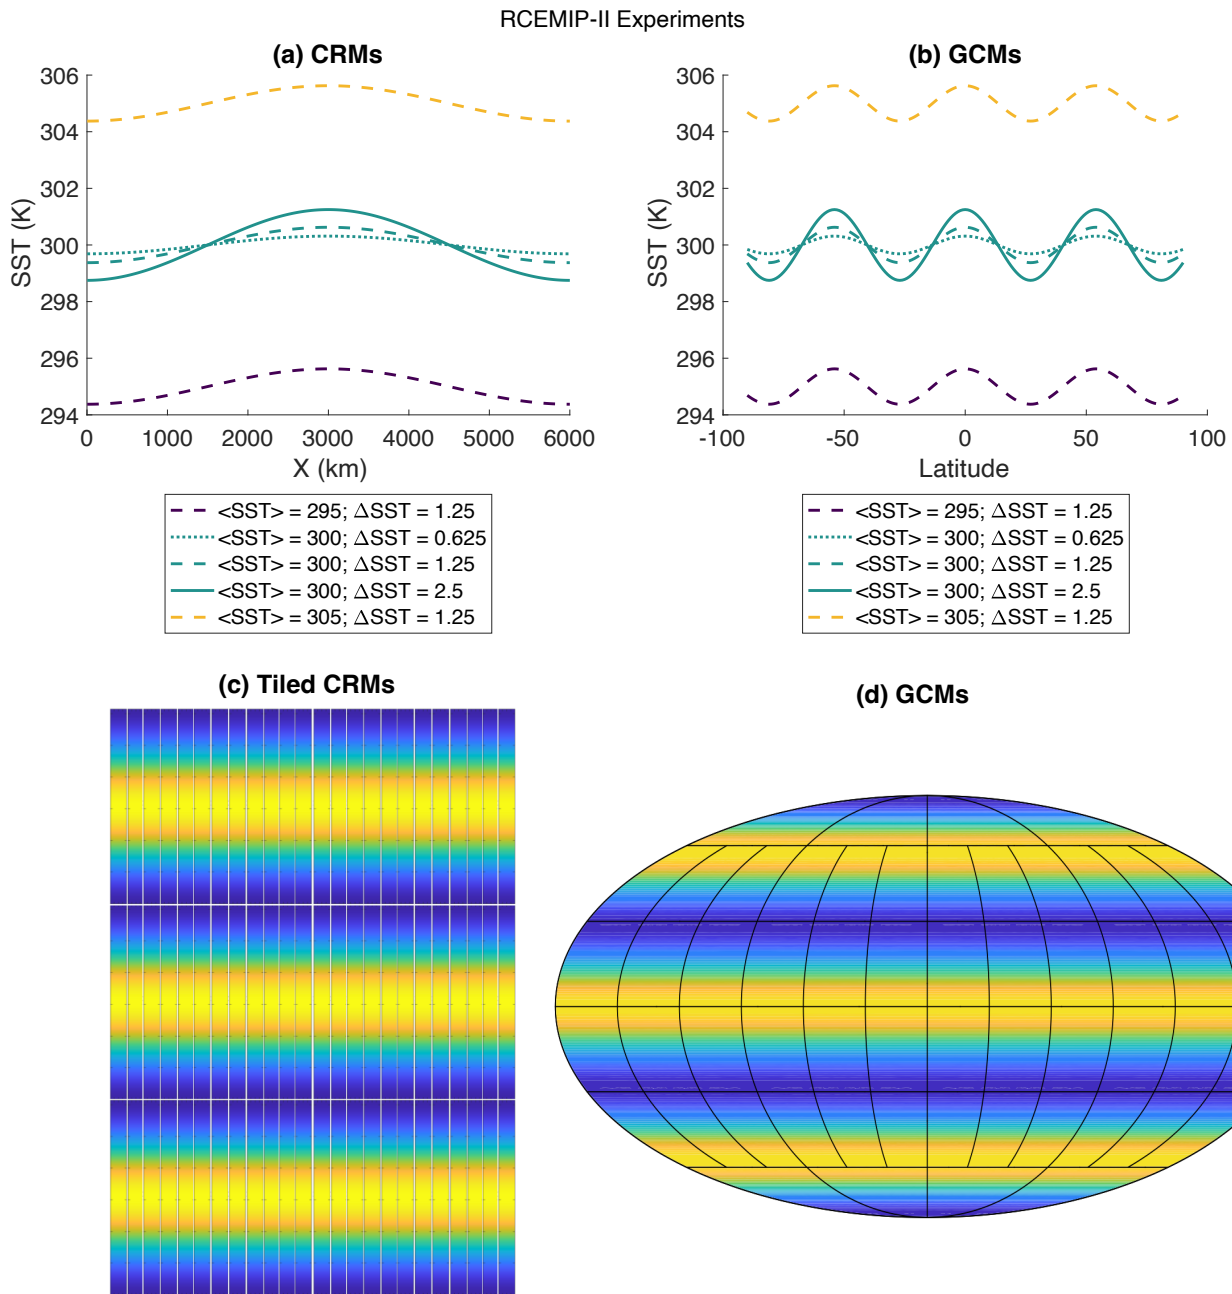 RCEMIP-II Experiments
(a) CRMs
306
304
302
300
298
296
294
SST (K)
0 1000 2000 3000 4000 5000 6000
X (km)
<SST> = 295; ΔSST = 1.25
<SST> = 300; ΔSST = 0.625
<SST> = 300; ΔSST = 1.25
<SST> = 300; ΔSST = 2.5
<SST> = 305; ΔSST = 1.25
(b) GCMs
306
304
302
300
298
296
294
SST (K)
-100 -50 0 50 100
Latitude
<SST> = 295; ΔSST = 1.25
<SST> = 300; ΔSST = 0.625
<SST> = 300; ΔSST = 1.25
<SST> = 300; ΔSST = 2.5
<SST> = 305; ΔSST = 1.25
(c) Tiled CRMs
(d) GCMs